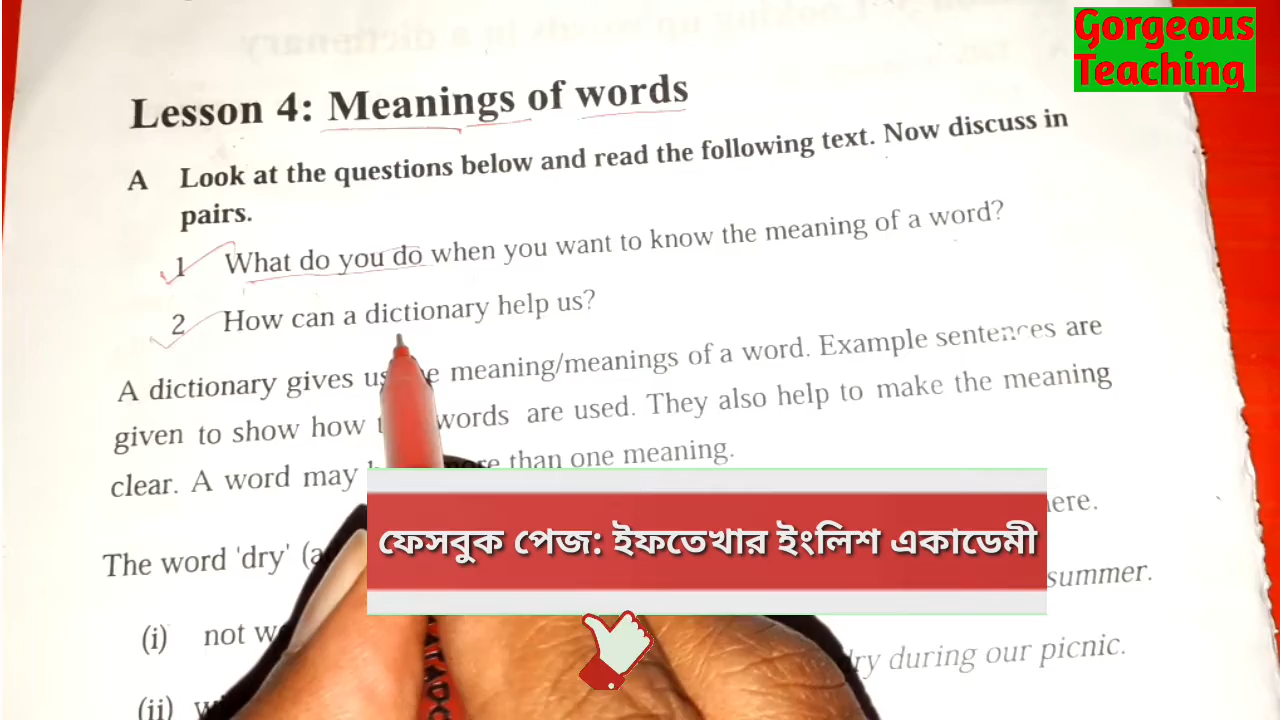 Gorgeous
Teaching
Lesson 4: Meanings of words
A Look at the questions below and read the following text. Now discuss in
pairs.
1 What do you do when you want to know the meaning of a word?
2 How can a dictionary help us?
A dictionary gives us meaning/meanings of a word. Example sentences are
given to show how words are used. They also help to make the meaning
clear. A word may more than one meaning.
ফেসবুক পেজ: ইফতেখার ইংলিশ একাডেমী
The word 'dry'
summer.
(i) not
during our picnic.
(ii)